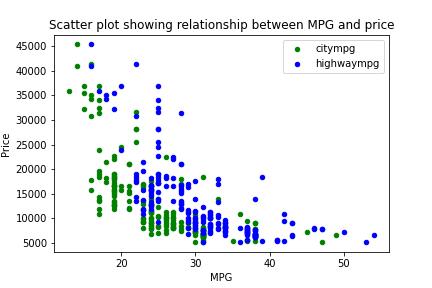 Scatter plot showing relationship between MPG and price
citympg
highwaympg
45000
40000
35000
30000
25000
20000
15000
10000
5000
Price
20
30
40
50
MPG